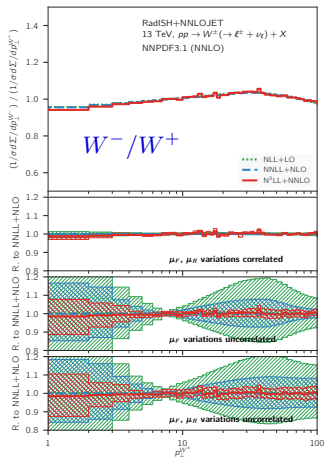 RadISH+NNLOJET
13 TeV, pp → W±(→ ℓ± + νℓ) + X
NNPDF3.1 (NNLO)
(1/σ dΣ/dp⊥^W⁻) / (1/σ dΣ/dp⊥^W⁺)
1.4
1.2
1.0
0.8
0.6
W⁻/W⁺
NLL+LO
NNLL+NLO
N³LL+NNLO
R. to NNLL+NLO
1.2
1.1
1.0
0.9
0.8
μF, μR variations correlated
R. to NNLL+NLO
1.2
1.1
1.0
0.9
0.8
μF variations uncorrelated
R. to NNLL+NLO
1.2
1.1
1.0
0.9
0.8
μF, μR variations uncorrelated
1
10
100